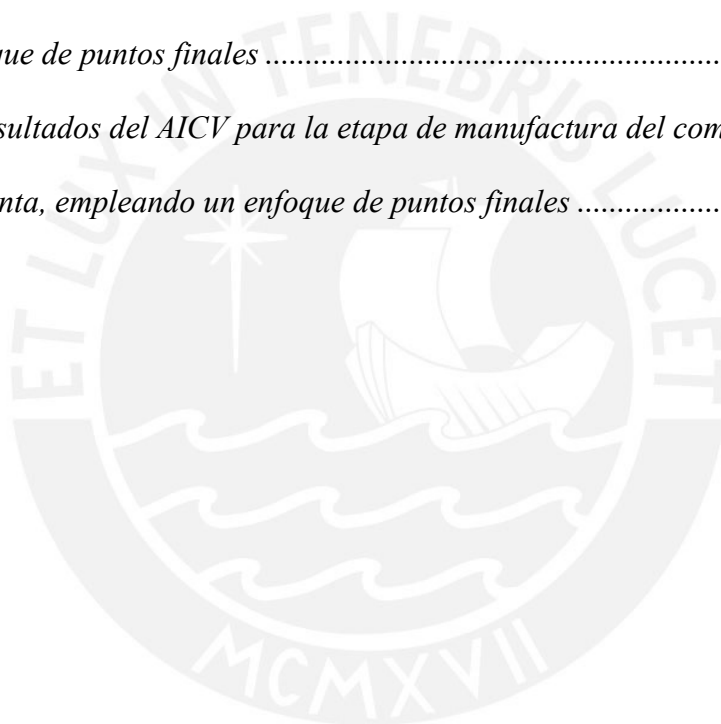 que de puntos finales ........................................................................
sultados del AICV para la etapa de manufactura del com
nta, empleando un enfoque de puntos finales ......................
ET LUX IN TENEBRIS LUCET
MCMXVII